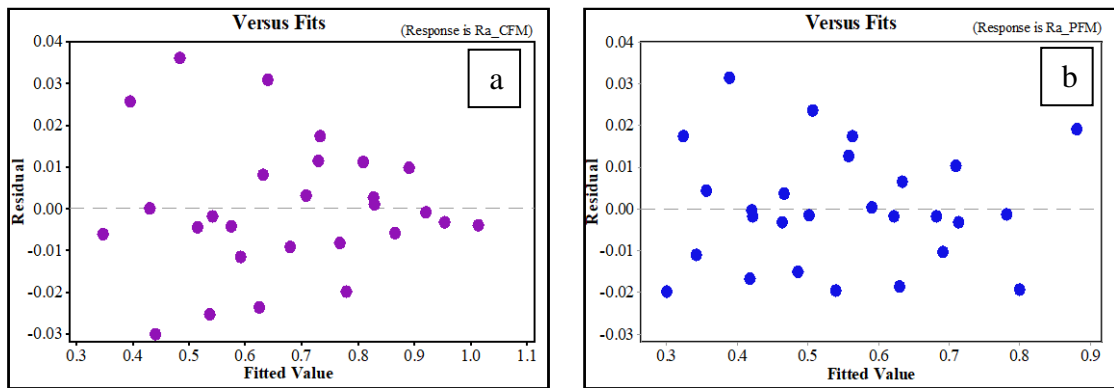 Versus Fits
(Response is Ra_CFM)
a
Residual
0.04
0.03
0.02
0.01
0.00
-0.01
-0.02
-0.03
0.3 0.4 0.5 0.6 0.7 0.8 0.9 1.0 1.1
Fitted Value
Versus Fits
(Response is Ra_PFM)
b
Residual
0.04
0.03
0.02
0.01
0.00
-0.01
-0.02
-0.03
0.3 0.4 0.5 0.6 0.7 0.8 0.9
Fitted Value